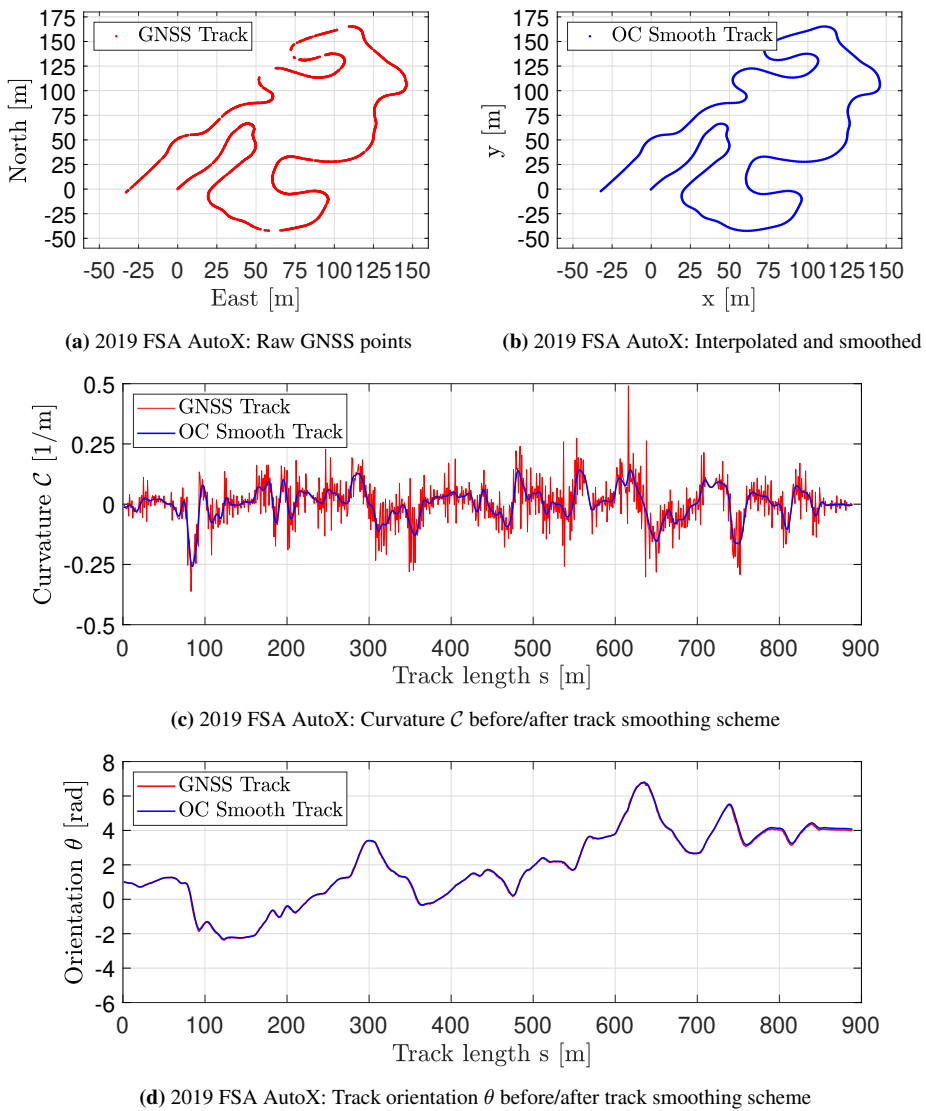 175
150
125
100
75
50
25
0
-25
-50
North [m]
GNSS Track
-50 -25 0 25 50 75 100 125 150
East [m]
(a) 2019 FSA AutoX: Raw GNSS points
175
150
125
100
75
50
25
0
-25
-50
y [m]
OC Smooth Track
-50 -25 0 25 50 75 100 125 150
x [m]
(b) 2019 FSA AutoX: Interpolated and smoothed
0.5
0.25
0
-0.25
-0.5
Curvature 𝒞 [1/m]
GNSS Track
OC Smooth Track
0 100 200 300 400 500 600 700 800 900
Track length s [m]
(c) 2019 FSA AutoX: Curvature 𝒞 before/after track smoothing scheme
8
6
4
2
0
-2
-4
-6
Orientation θ [rad]
GNSS Track
OC Smooth Track
0 100 200 300 400 500 600 700 800 900
Track length s [m]
(d) 2019 FSA AutoX: Track orientation θ before/after track smoothing scheme